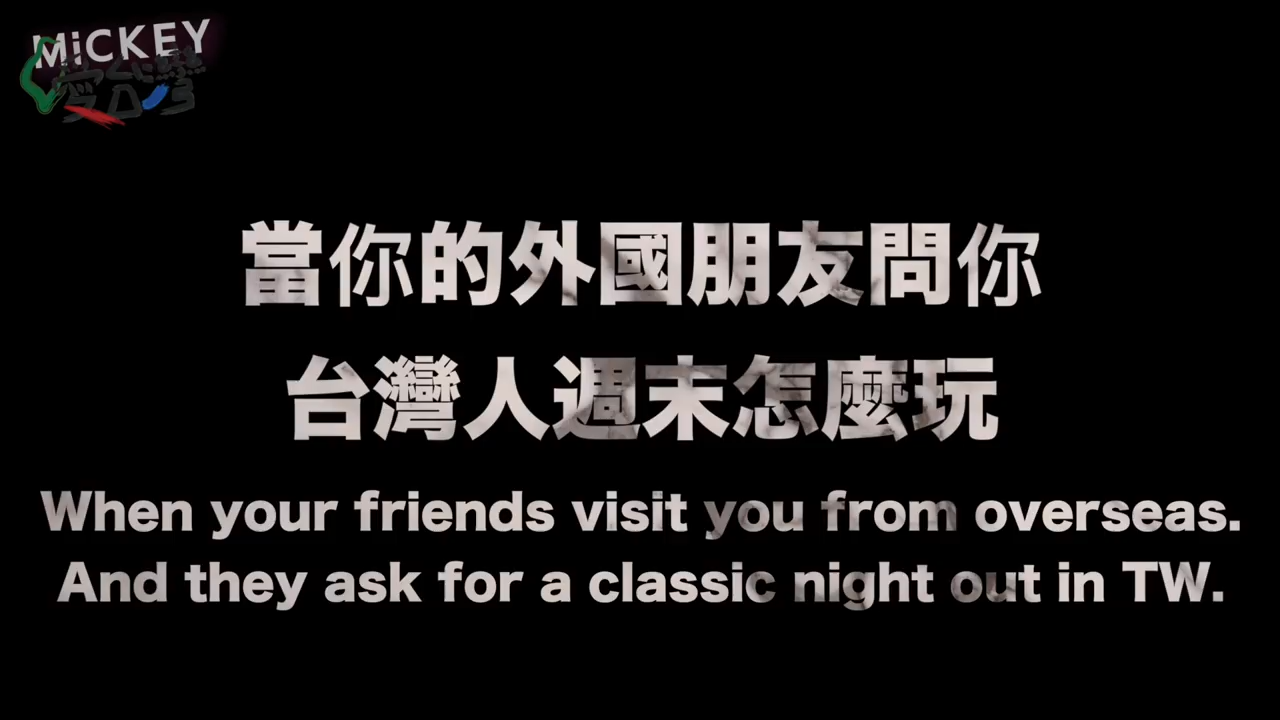 MiCKEY
當你的外國朋友問你
台灣人週末怎麼玩
When your friends visit you from overseas.
And they ask for a classic night out in TW.